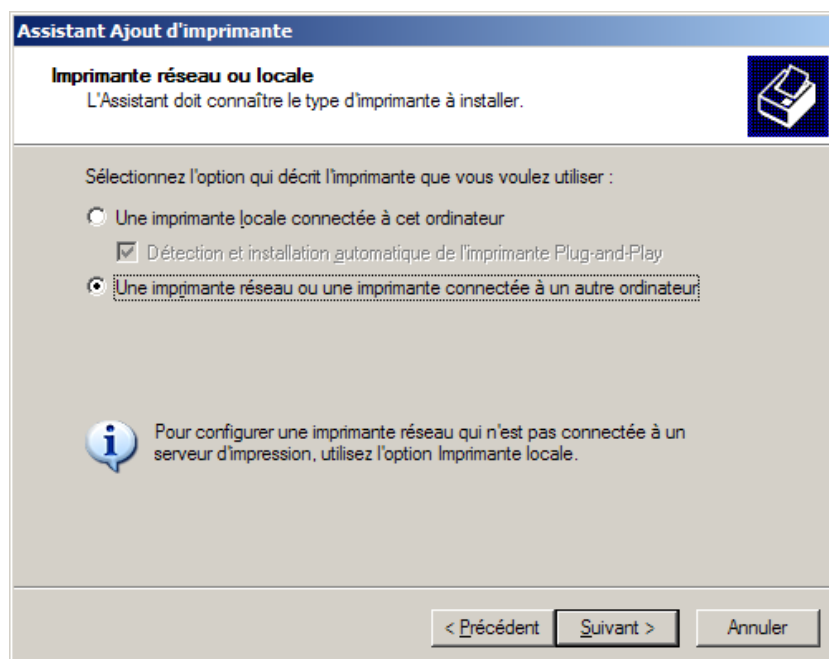 Assistant Ajout d'imprimante
Imprimante réseau ou locale
L'Assistant doit connaître le type d'imprimante à installer.
Sélectionnez l'option qui décrit l'imprimante que vous voulez utiliser :
Une imprimante locale connectée à cet ordinateur
Détection et installation automatique de l'imprimante Plug-and-Play
Une imprimante réseau ou une imprimante connectée à un autre ordinateur
Pour configurer une imprimante réseau qui n'est pas connectée à un
serveur d'impression, utilisez l'option Imprimante locale.
< Précédent Suivant > Annuler